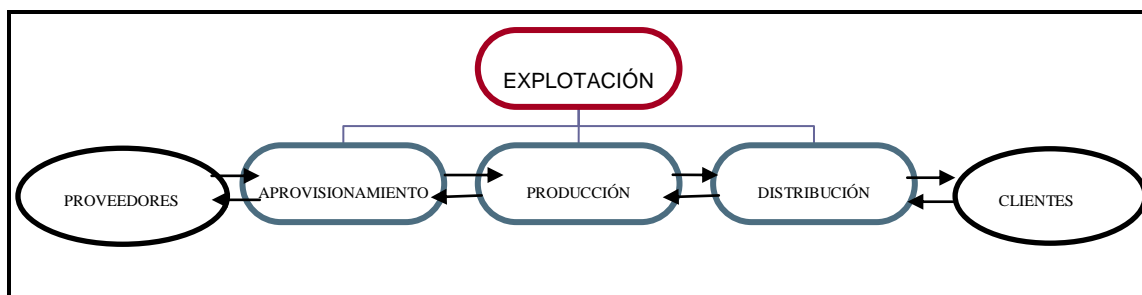 EXPLOTACIÓN
PROVEEDORES
APROVISIONAMIENTO
PRODUCCIÓN
DISTRIBUCIÓN
CLIENTES